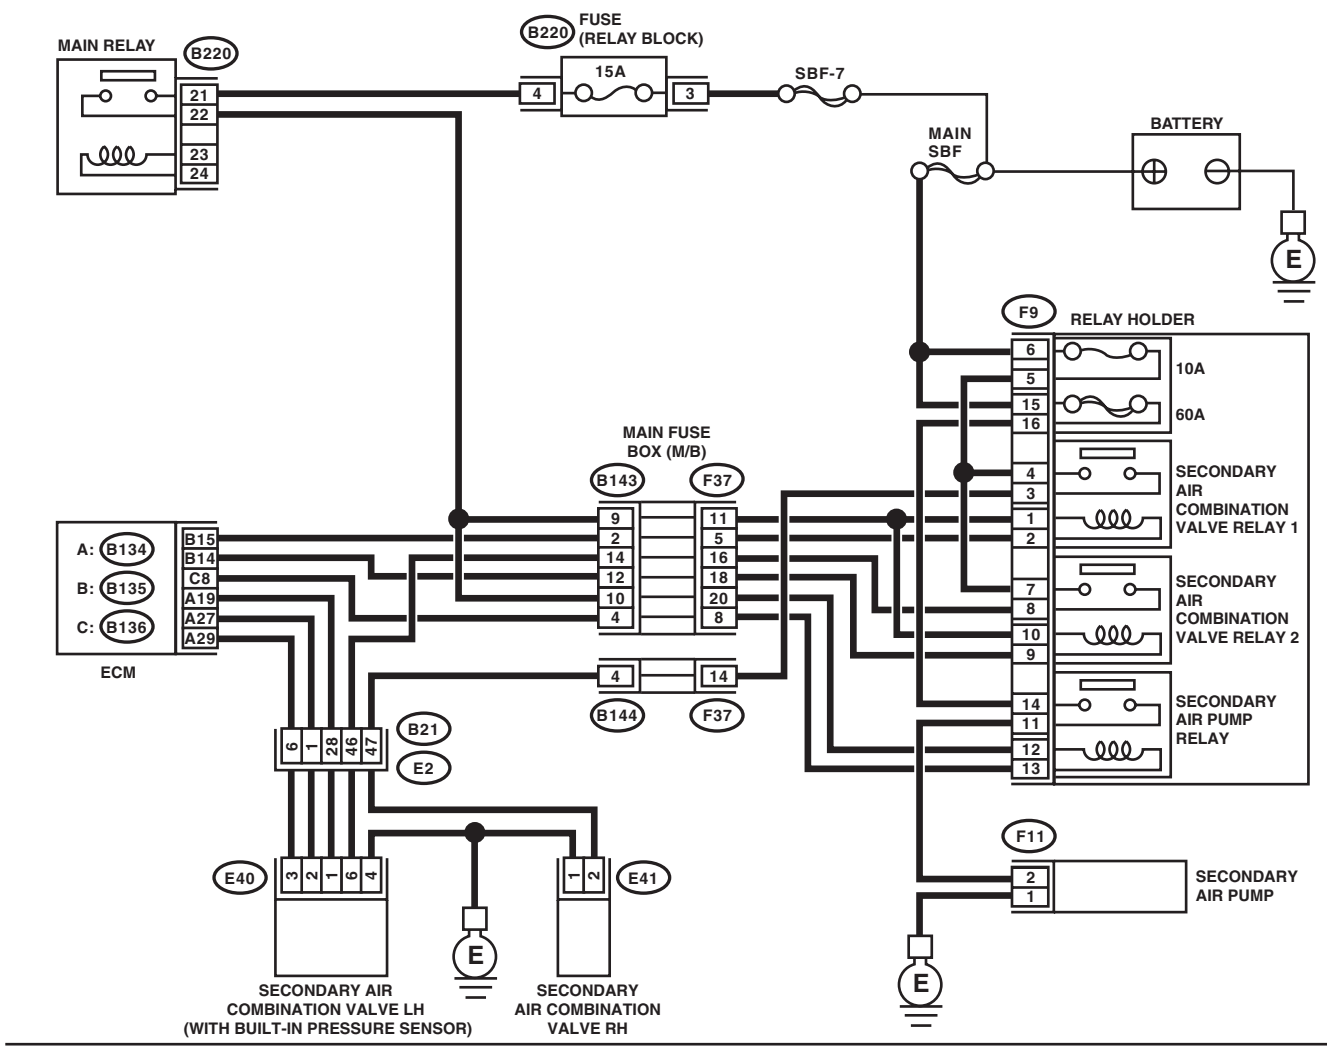 MAIN RELAY
B220
21
22
23
24
B220
FUSE
(RELAY BLOCK)
15A
4
3
SBF-7
MAIN
SBF
BATTERY
E
F9
RELAY HOLDER
6
5
15
16
4
3
1
2
7
8
10
9
14
11
12
13
10A
60A
SECONDARY
AIR
COMBINATION
VALVE RELAY 1
SECONDARY
AIR
COMBINATION
VALVE RELAY 2
SECONDARY
AIR PUMP
RELAY
MAIN FUSE
BOX (M/B)
B143
F37
9
11
2
5
14
16
12
18
10
20
4
8
4
14
B144
F37
A: B134
B: B135
C: B136
B15
B14
C8
A19
A27
A29
ECM
6
1
28
46
47
B21
E2
E40
3
2
1
6
4
1
2
E41
E
SECONDARY AIR
COMBINATION VALVE LH
(WITH BUILT-IN PRESSURE SENSOR)
SECONDARY
AIR COMBINATION
VALVE RH
F11
2
1
SECONDARY
AIR PUMP
E